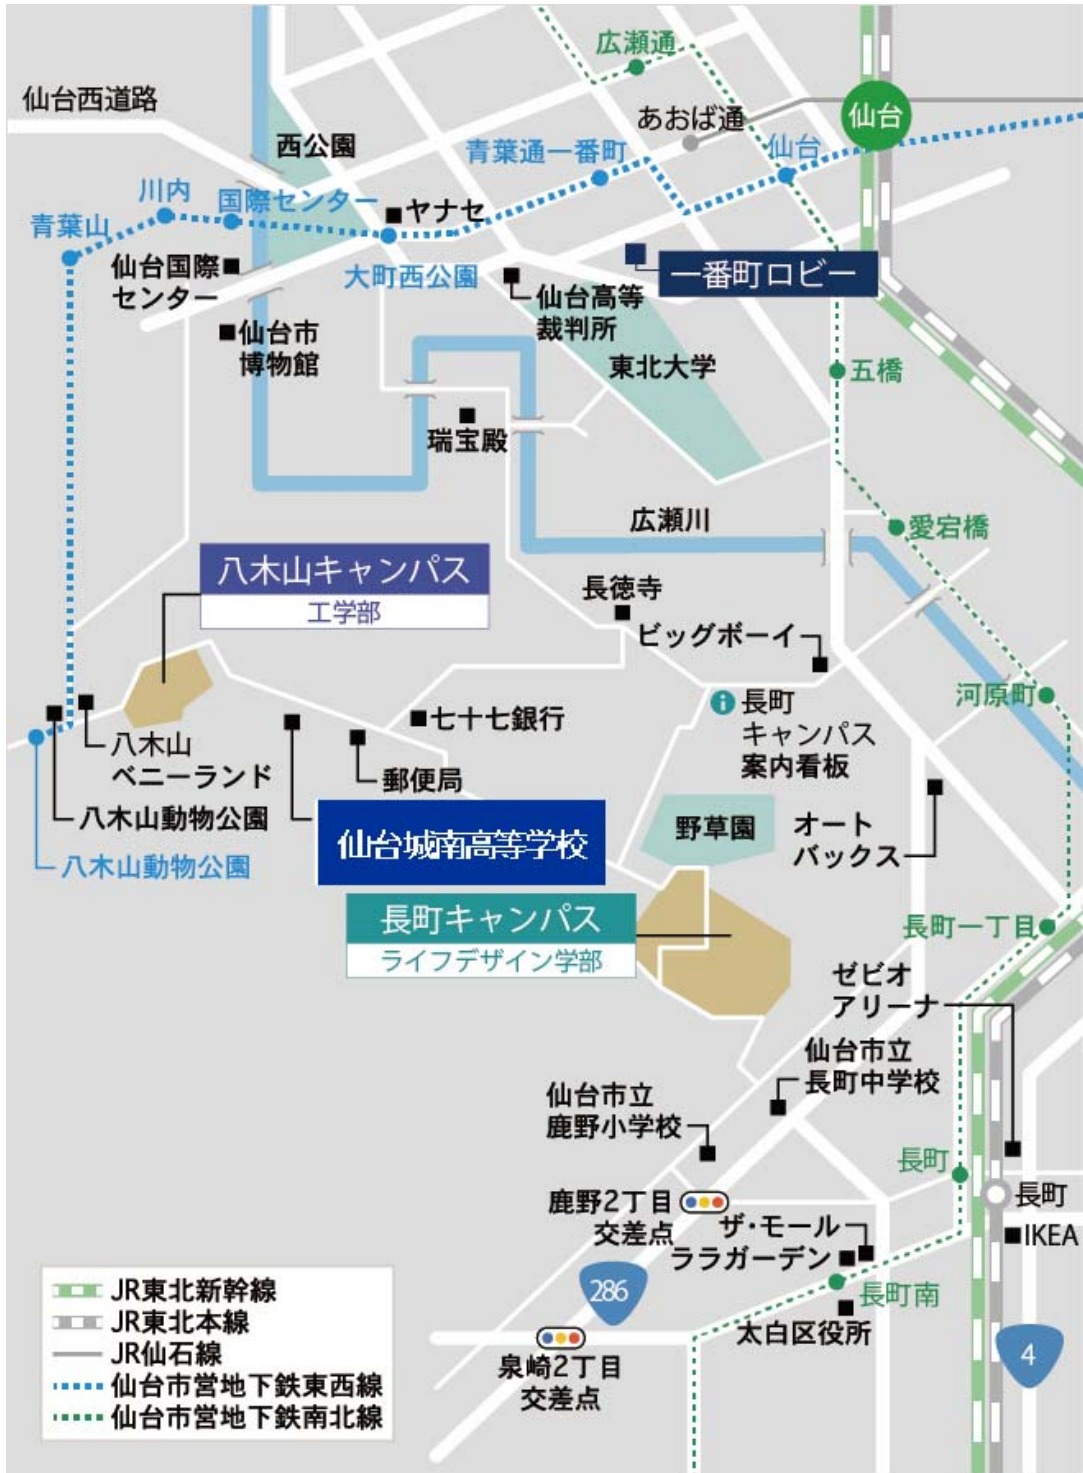 仙台西道路
広瀬通
あおば通
仙台
西公園
青葉通一番町
仙台
川内
国際センター
ヤナセ
青葉山
仙台国際
センター
大町西公園
一番町ロビー
仙台高等
裁判所
仙台市
博物館
東北大学
五橋
瑞宝殿
広瀬川
愛宕橋
八木山キャンパス
工学部
長徳寺
ビッグボーイ
河原町
長町
キャンパス
案内看板
七十七銀行
八木山
ベニーランド
郵便局
八木山動物公園
八木山動物公園
仙台城南高等学校
野草園
オート
バックス
長町キャンパス
ライフデザイン学部
長町一丁目
ゼビオ
アリーナ
仙台市立
長町中学校
仙台市立
鹿野小学校
長町
長町
鹿野2丁目
交差点
ザ・モール
ララガーデン
IKEA
286
長町南
太白区役所
泉崎2丁目
交差点
4
JR東北新幹線
JR東北本線
JR仙石線
仙台市営地下鉄東西線
仙台市営地下鉄南北線